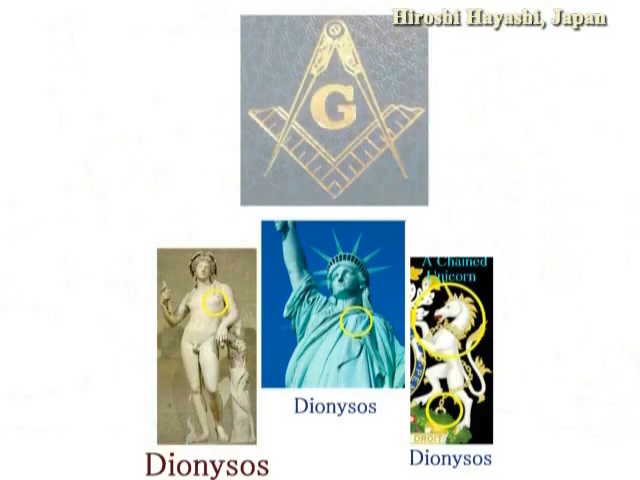 Hiroshi Hayashi, Japan
G
A Chained
Unicorn
DROIT
Dionysos
Dionysos
Dionysos